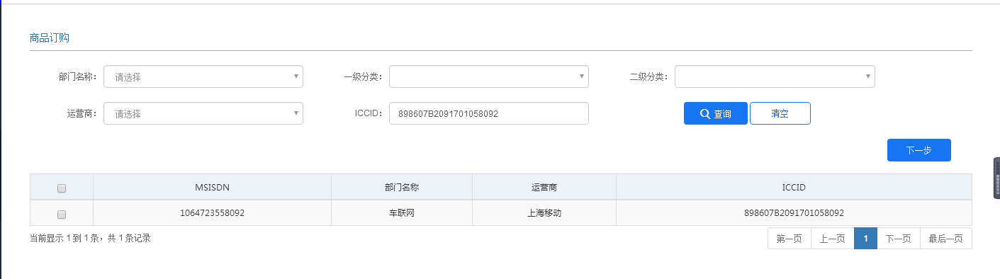 商品订购
部门名称： 请选择 一级分类： 二级分类：
运营商： 请选择 ICCID： 898607B2091701058092 查询 清空
下一步
MSISDN 部门名称 运营商 ICCID
1064723558092 车联网 上海移动 898607B2091701058092
当前显示 1 到 1 条，共 1 条记录 第一页 上一页 1 下一页 最后一页